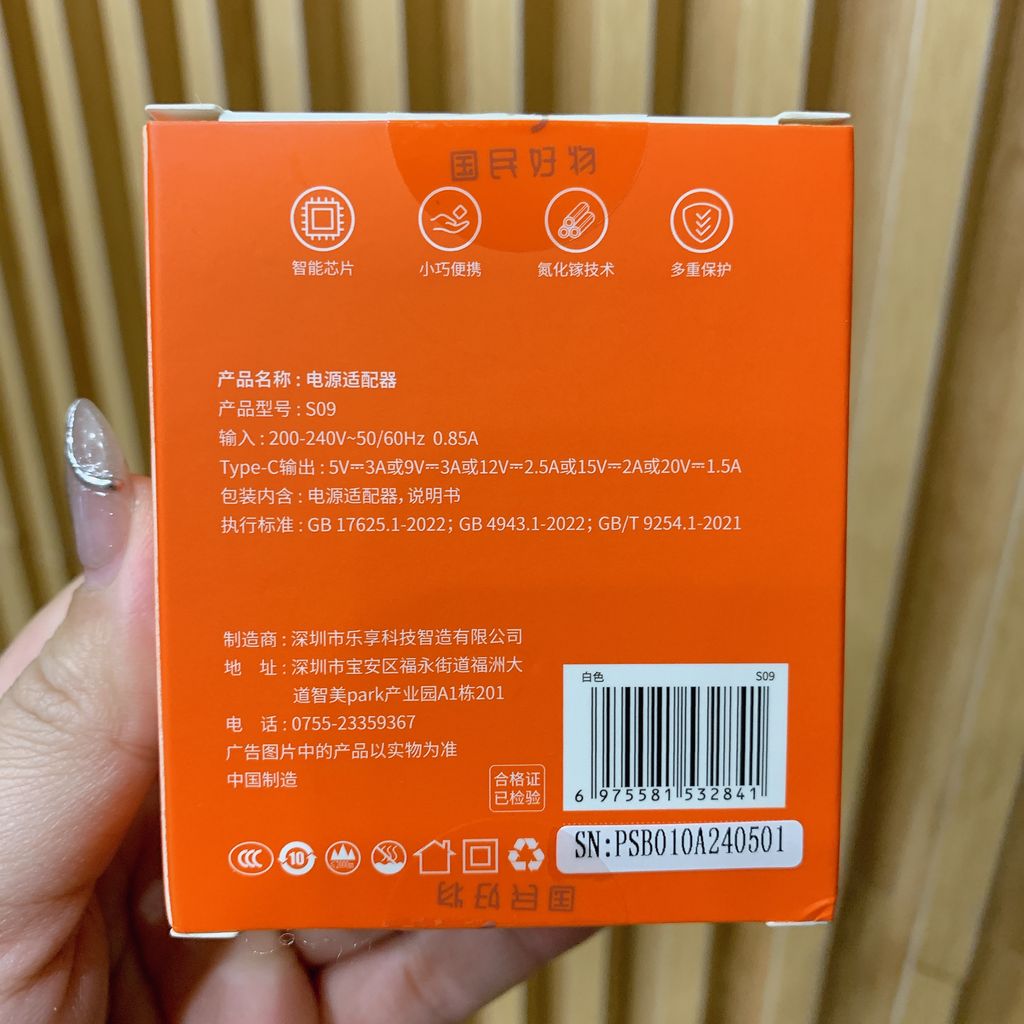 国民好物
智能芯片 小巧便携 氮化镓技术 多重保护
产品名称：电源适配器
产品型号：S09
输入：200-240V~50/60Hz 0.85A
Type-C输出：5V⎓3A或9V⎓3A或12V⎓2.5A或15V⎓2A或20V⎓1.5A
包装内含：电源适配器，说明书
执行标准：GB 17625.1-2022；GB 4943.1-2022；GB/T 9254.1-2021
制造商：深圳市乐享科技智造有限公司
地 址：深圳市宝安区福永街道福洲大
道智美park产业园A1栋201
电 话：0755-23359367
广告图片中的产品以实物为准
中国制造
合格证
已检验
白色 S09
6 975581 532841
CCC 10
SN:PSB010A240501
国民好物